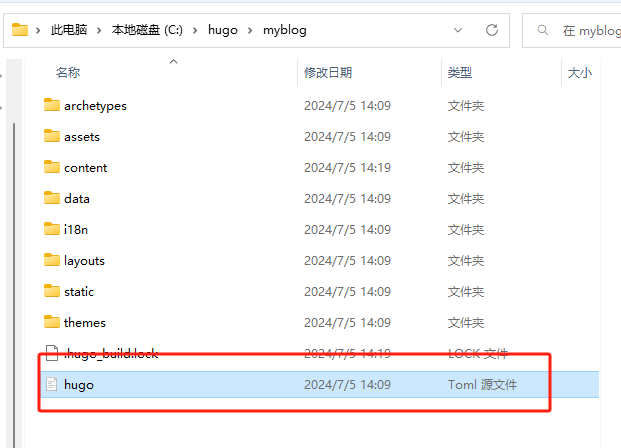 此电脑 > 本地磁盘 (C:) > hugo > myblog 在 myblog
名称 修改日期 类型 大小
archetypes 2024/7/5 14:09 文件夹
assets 2024/7/5 14:09 文件夹
content 2024/7/5 14:19 文件夹
data 2024/7/5 14:09 文件夹
i18n 2024/7/5 14:09 文件夹
layouts 2024/7/5 14:09 文件夹
static 2024/7/5 14:09 文件夹
themes 2024/7/5 14:09 文件夹
.hugo_build.lock 2024/7/5 14:19 LOCK 文件
hugo 2024/7/5 14:09 Toml 源文件